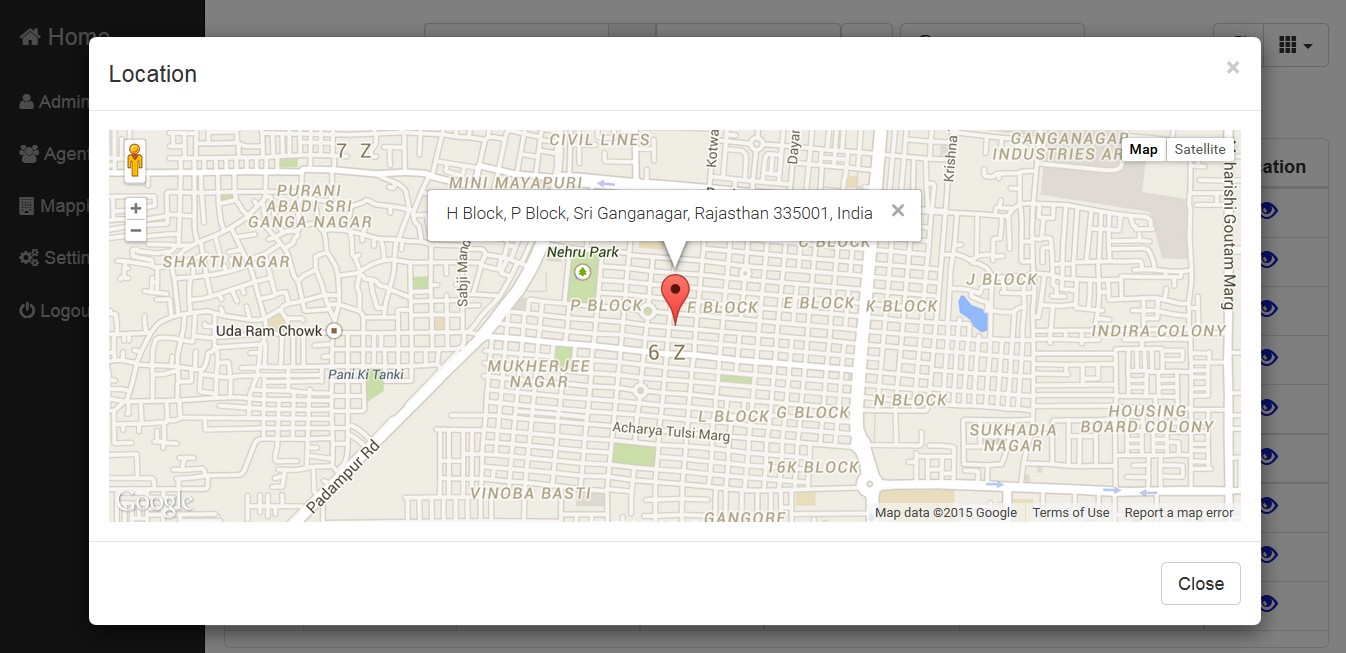 Home
Admin
Agent
Mappi
Settin
Logou
ation
Location
×
7 Z
CIVIL LINES
Kotwa
Dayar
Krishna
GANGANAGAR
INDUSTRIES AR
Map
Satellite
harishi Goutam Marg
MINI MAYAPURI
PURANI
ABADI SRI
GANGA-NAGAR
H Block, P Block, Sri Ganganagar, Rajasthan 335001, India
×
C BLOCK
Nehru Park
SHAKTI NAGAR
Sabji Mand
J BLOCK
P BLOCK
F BLOCK
E BLOCK
K BLOCK
Uda Ram Chowk
INDIRA COLONY
6 Z
Pani Ki Tanki
MUKHERJEE
NAGAR
N BLOCK
L BLOCK
G BLOCK
HOUSING
BOARD COLONY
Acharya Tulsi Marg
SUKHADIA
NAGAR
Padampur Rd
16K BLOCK
VINOBA BASTI
Google
GANGORE
Map data ©2015 Google
Terms of Use
Report a map error
Close